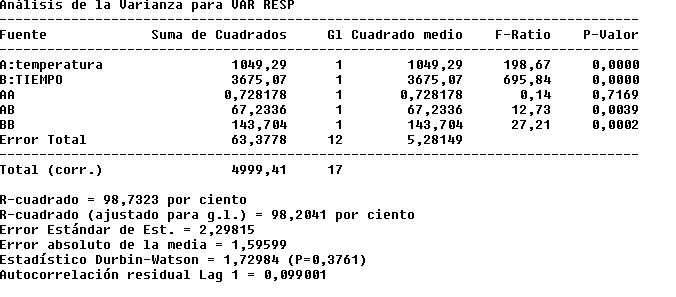 Análisis de la Varianza para VAR RESP
Fuente Suma de Cuadrados Gl Cuadrado medio F-Ratio P-Valor
A:temperatura 1049,29 1 1049,29 198,67 0,0000
B:TIEMPO 3675,07 1 3675,07 695,84 0,0000
AA 0,728178 1 0,728178 0,14 0,7169
AB 67,2336 1 67,2336 12,73 0,0039
BB 143,704 1 143,704 27,21 0,0002
Error Total 63,3778 12 5,28149
Total (corr.) 4999,41 17
R-cuadrado = 98,7323 por ciento
R-cuadrado (ajustado para g.l.) = 98,2041 por ciento
Error Estándar de Est. = 2,29815
Error absoluto de la media = 1,59599
Estadístico Durbin-Watson = 1,72984 (P=0,3761)
Autocorrelación residual Lag 1 = 0,099001